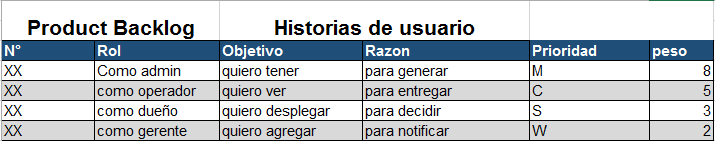 Product Backlog Historias de usuario
N° Rol Objetivo Razon Prioridad peso
XX Como admin quiero tener para generar M 8
XX como operador quiero ver para entregar C 5
XX como dueño quiero desplegar para decidir S 3
XX como gerente quiero agregar para notificar W 2